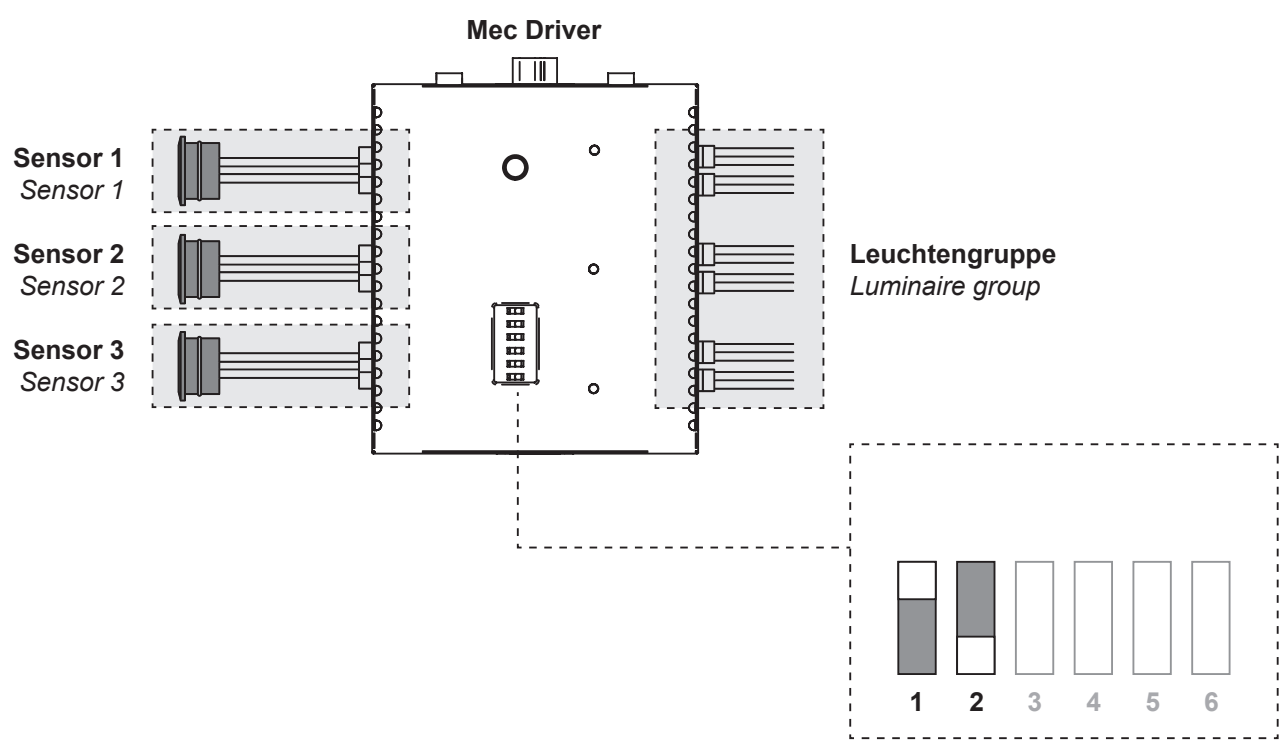 Mec Driver
Sensor 1
Sensor 1
Sensor 2
Sensor 2
Sensor 3
Sensor 3
Leuchtengruppe
Luminaire group
1 2 3 4 5 6